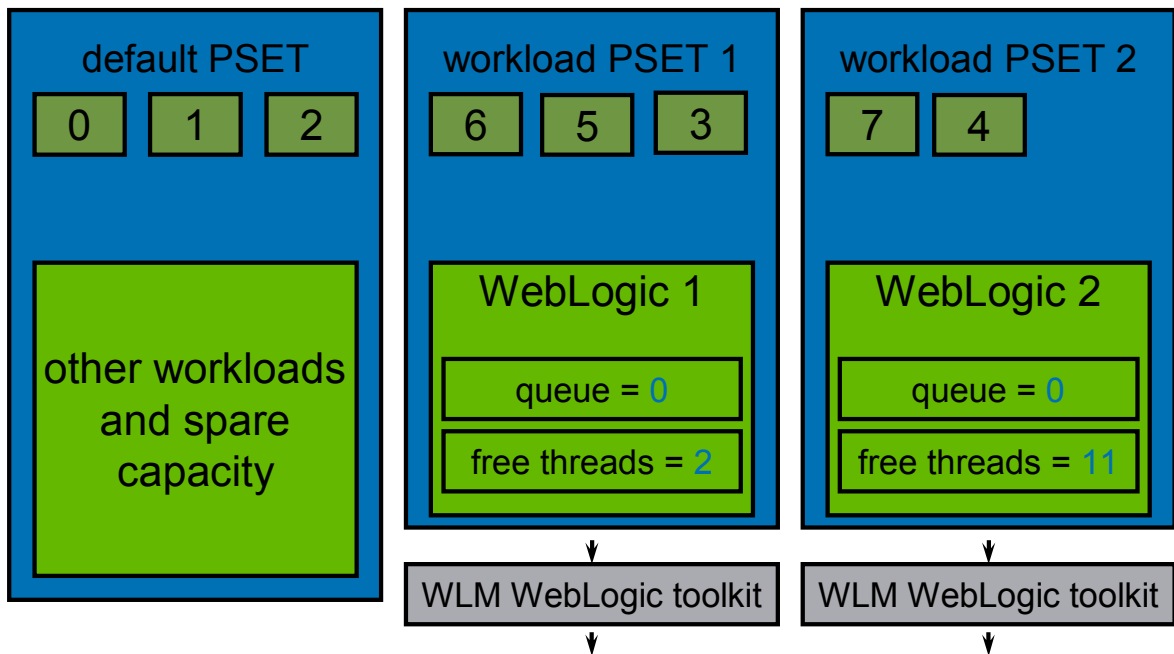 default PSET
0 1 2
other workloads
and spare
capacity
workload PSET 1
6 5 3
WebLogic 1
queue = 0
free threads = 2
WLM WebLogic toolkit
workload PSET 2
7 4
WebLogic 2
queue = 0
free threads = 11
WLM WebLogic toolkit